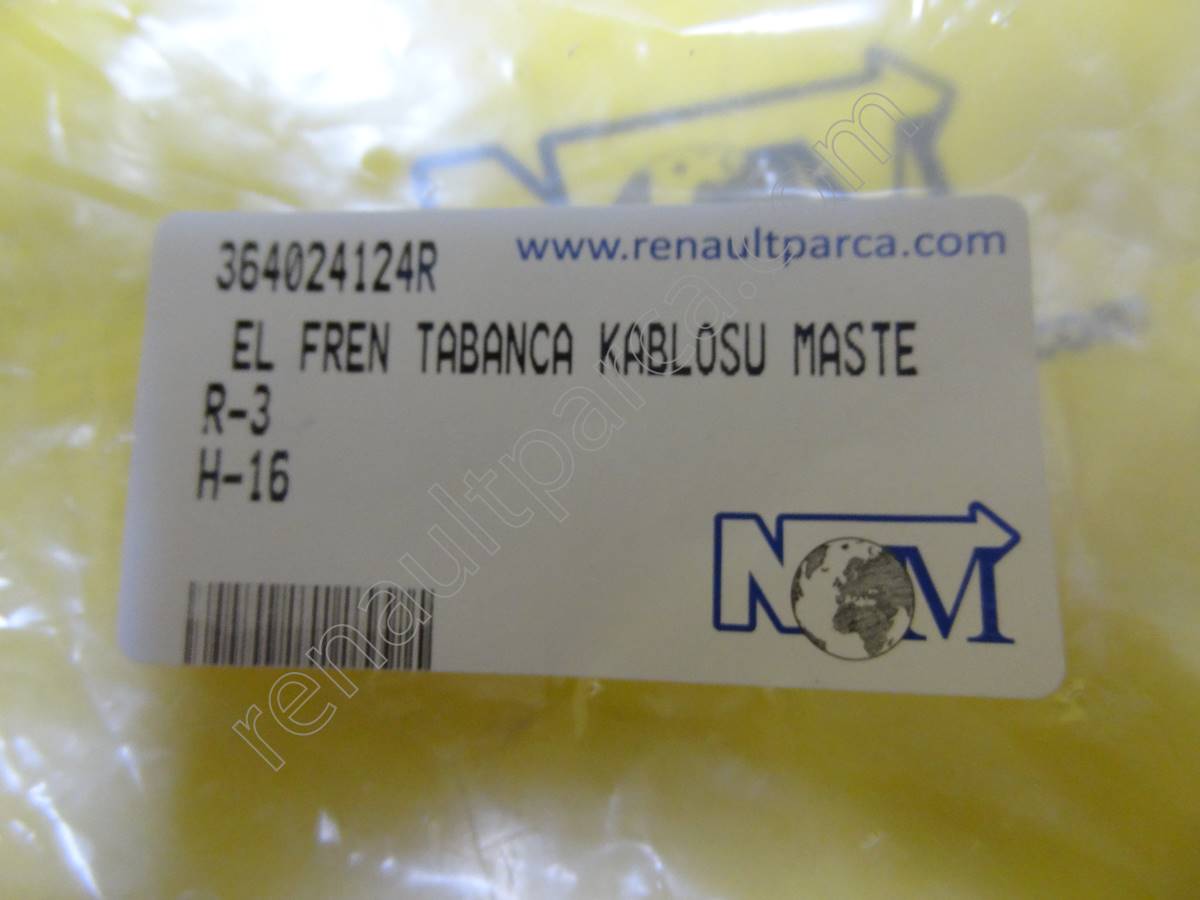 364024124R
www.renaultparca.com
EL FREN TABANCA KABLOSU MASTE
R-3
H-16
NM
renaultparca.com